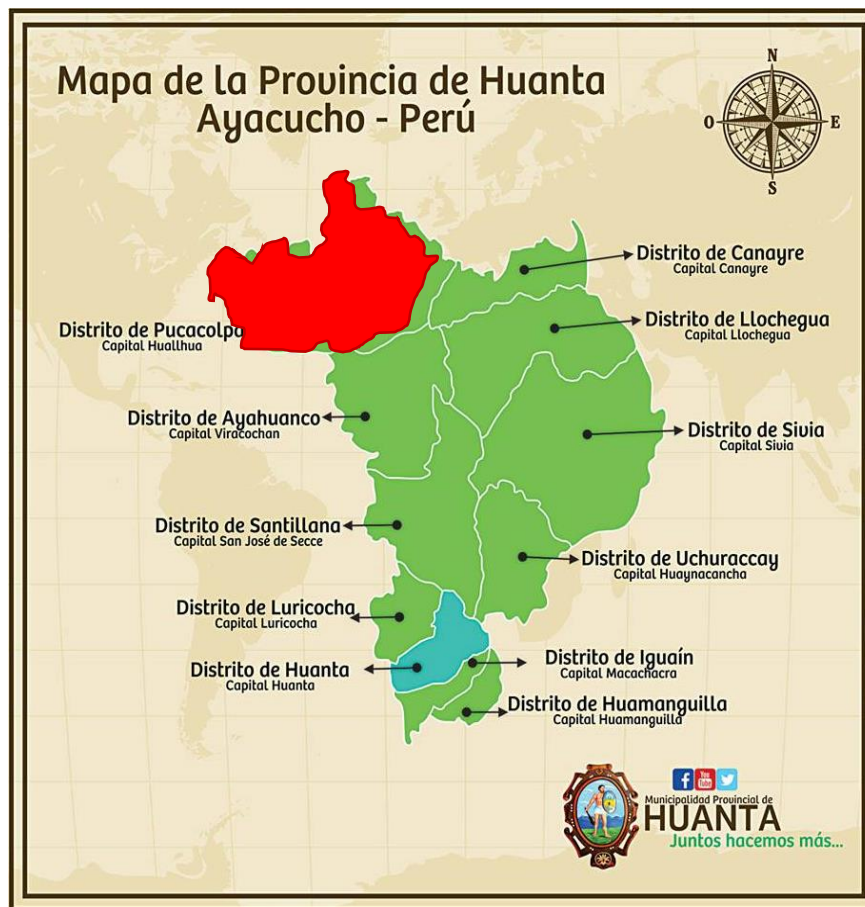 Mapa de la Provincia de Huanta
Ayacucho - Perú
N
O
E
S
Distrito de Canayre
Capital Canayre
Distrito de Pucacolpa
Capital Huallhua
Distrito de Llochegua
Capital Llochegua
Distrito de Ayahuanco
Capital Viracochan
Distrito de Sivia
Capital Sivia
Distrito de Santillana
Capital San José de Secce
Distrito de Uchuraccay
Capital Huaynacancha
Distrito de Luricocha
Capital Luricocha
Distrito de Huanta
Capital Huanta
Distrito de Iguaín
Capital Macachacra
Distrito de Huamanguilla
Capital Huamanguilla
f You Tube
Municipalidad Provincial de
HUANTA
Juntos hacemos más...